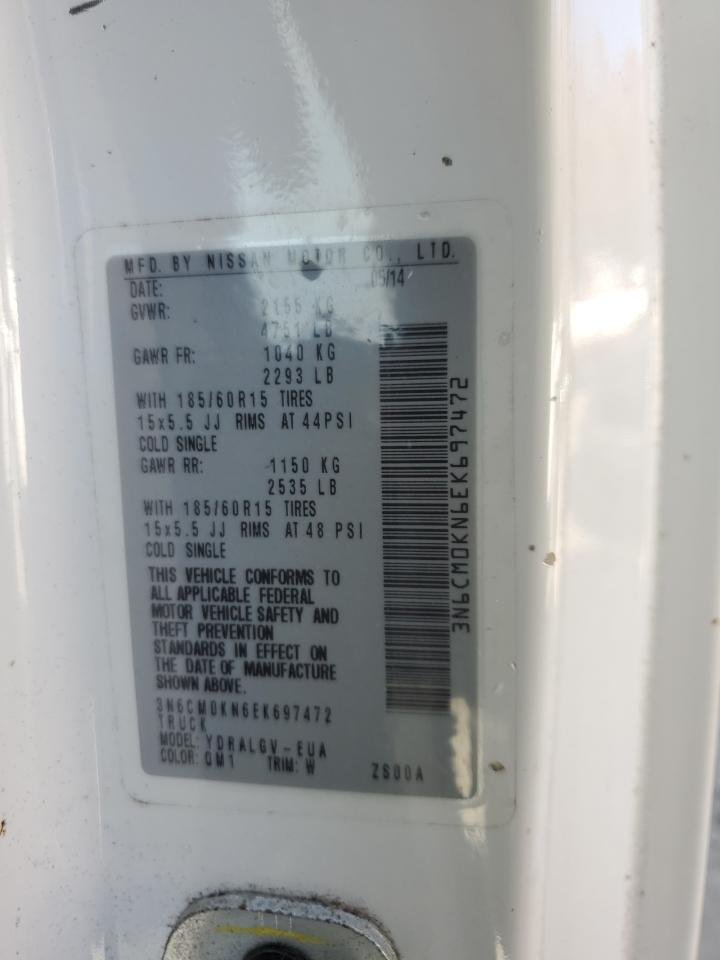 MFD. BY NISSAN MOTOR CO., LTD.
DATE: 05/14
GVWR: 2155 KG
4751 LB
GAWR FR: 1040 KG
2293 LB
WITH 185/60R15 TIRES
15x5.5 JJ RIMS AT 44PSI
COLD SINGLE
GAWR RR: 1150 KG
2535 LB
WITH 185/60R15 TIRES
15x5.5 JJ RIMS AT 48 PSI
COLD SINGLE
THIS VEHICLE CONFORMS TO
ALL APPLICABLE FEDERAL
MOTOR VEHICLE SAFETY AND
THEFT PREVENTION
STANDARDS IN EFFECT ON
THE DATE OF MANUFACTURE
SHOWN ABOVE.
3N6CM0KN6EK697472
TRUCK
MODEL: YDRALGV-EUA
COLOR: QM1 TRIM: W ZS00A
3N6CM0KN6EK697472